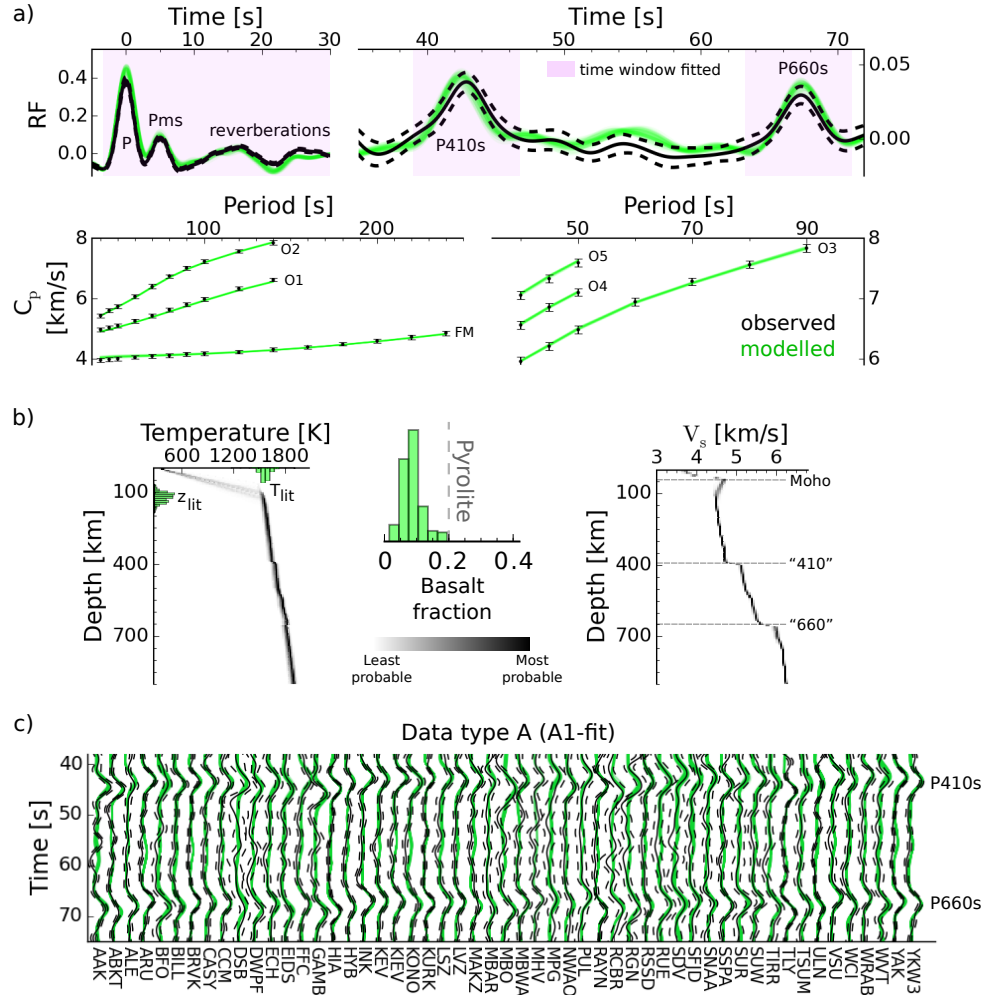 a)
Time [s]
Time [s]
0
10
20
30
40
50
60
70
RF
0.4
0.2
0.0
P
Pms
reverberations
time window fitted
P410s
P660s
0.05
0.00
Period [s]
Period [s]
100
200
50
70
90
Cp
[km/s]
8
6
4
O2
O1
FM
O5
O4
O3
observed
modelled
8
7
6
b)
Temperature [K]
600
1200
1800
Depth [km]
100
400
700
zlit
Tlit
Pyrolite
0
0.2
0.4
Basalt
fraction
Least
probable
Most
probable
Vs [km/s]
3
4
5
6
Depth [km]
100
400
700
Moho
“410”
“660”
c)
Data type A (A1-fit)
Time [s]
40
50
60
70
P410s
P660s
AAK
ABKT
ALE
ARU
BFO
BILL
BRVK
CASY
CCM
DSB
DWPF
ECH
EIDS
FFC
GAMB
HIA
HYB
INK
KEV
KIEV
KONO
KURK
LSZ
LVZ
MAKZ
MBAR
MBO
MBWA
MHV
MPG
NWAO
PUL
RAYN
RCBR
RGN
RSSD
RUE
SDV
SFJD
SNAA
SSPA
SUR
SUW
TIRR
TLY
TSUM
ULN
VSU
WCI
WRAB
WVT
YAK
YKW3